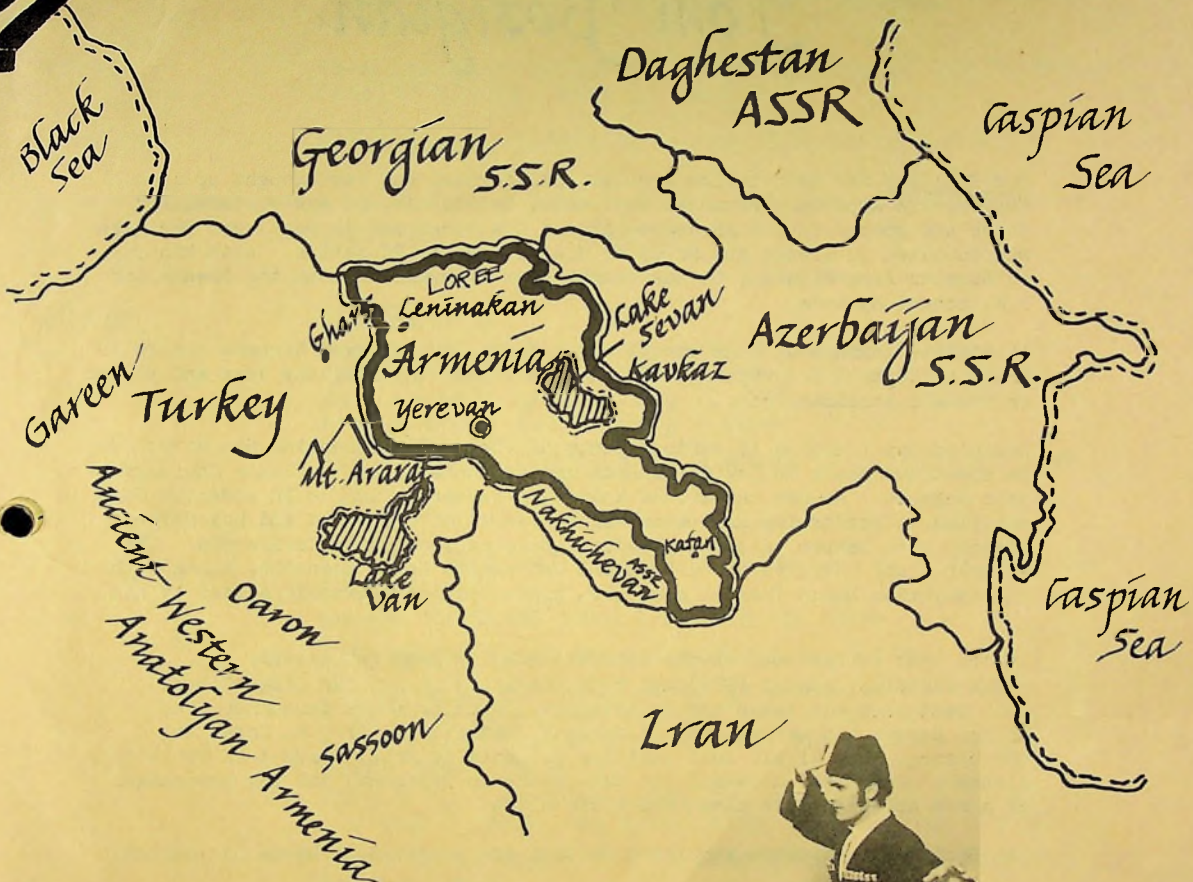 Black
Sea
Georgian
S.S.R.
Daghestan
ASSR
Caspian
Sea
LOREE
Leninakan
Ghars
Armenia
Lake
Sevan
Kavkaz
Azerbaijan
S.S.R.
Gareen
Turkey
Yerevan
Mt. Ararat
Lake
Van
Nakhichevan
ASSR
Kafan
Ancient Western
Anatolyan Armenia
Daron
Sassoon
Iran
Caspian
Sea